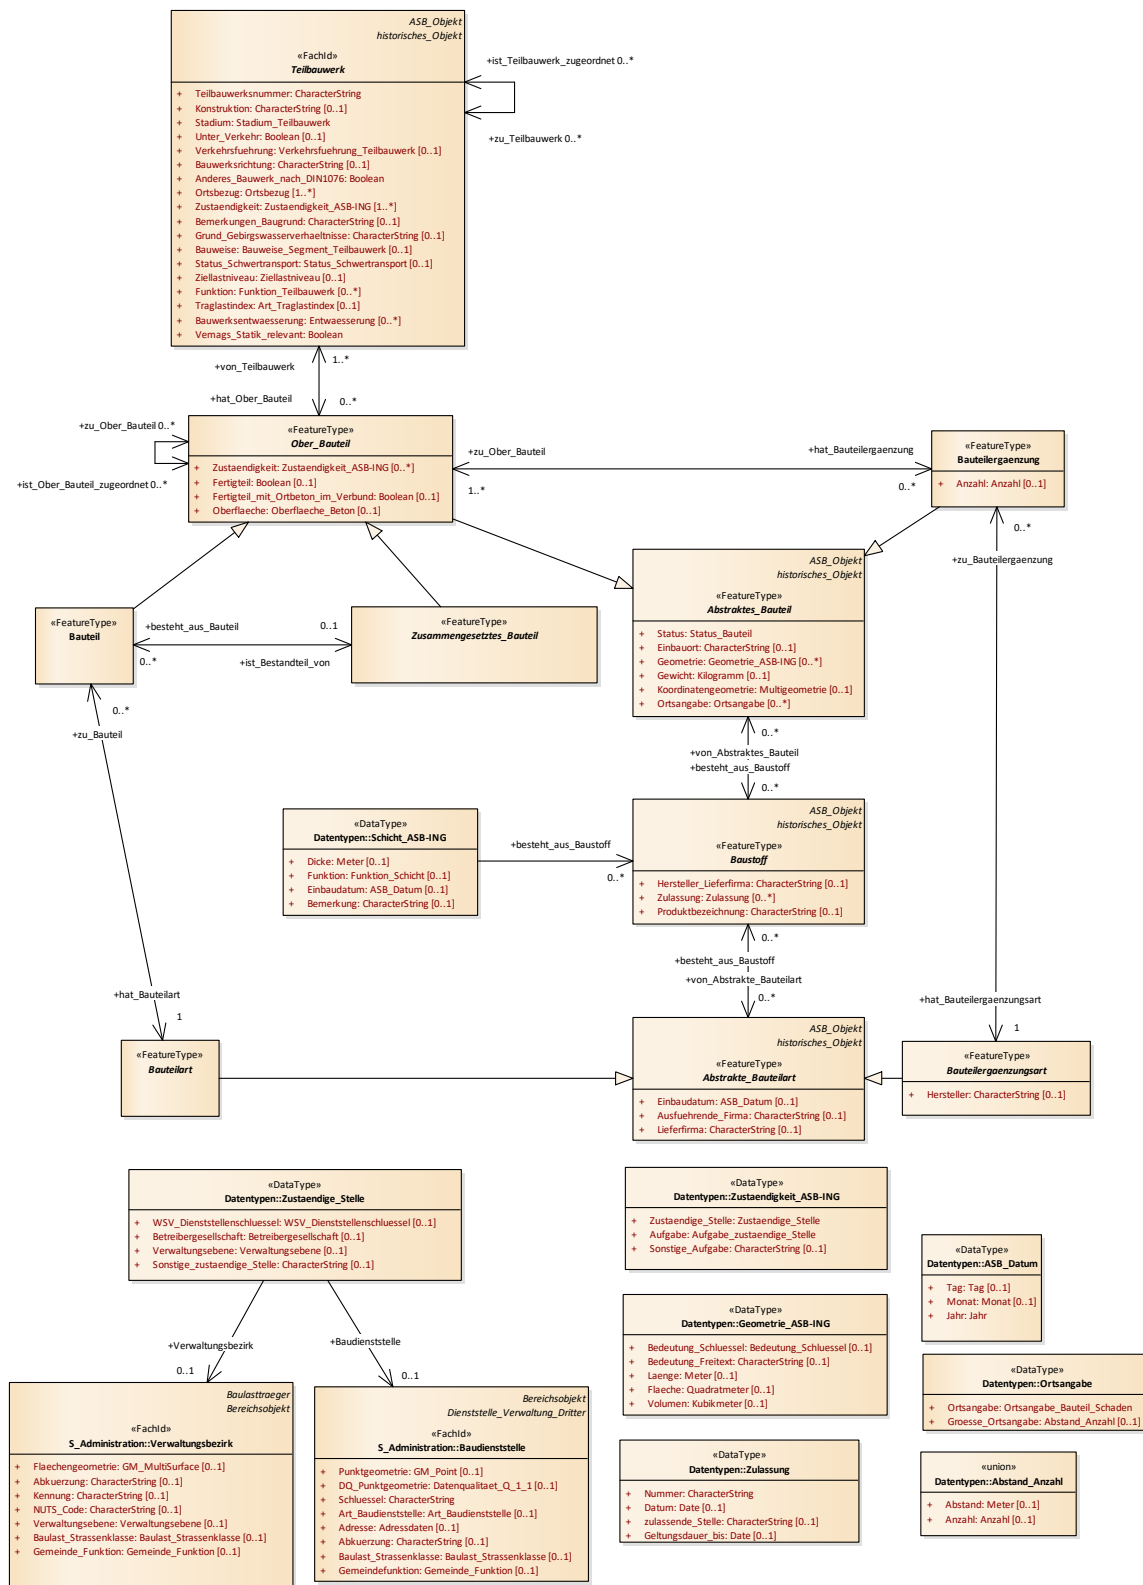 ASB_Objekt
historisches_Objekt
«FachId»
Teilbauwerk
+ Teilbauwerksnummer: CharacterString
+ Konstruktion: CharacterString [0..1]
+ Stadium: Stadium_Teilbauwerk
+ Unter_Verkehr: Boolean [0..1]
+ Verkehrsfuehrung: Verkehrsfuehrung_Teilbauwerk [0..1]
+ Bauwerksrichtung: CharacterString [0..1]
+ Anderes_Bauwerk_nach_DIN1076: Boolean
+ Ortsbezug: Ortsbezug [1..*]
+ Zustaendigkeit: Zustaendigkeit_ASB-ING [1..*]
+ Bemerkungen_Baugrund: CharacterString [0..1]
+ Grund_Gebirgswasserverhaeltnisse: CharacterString [0..1]
+ Bauweise: Bauweise_Segment_Teilbauwerk [0..1]
+ Status_Schwertransport: Status_Schwertransport [0..1]
+ Ziellastniveau: Ziellastniveau [0..1]
+ Funktion: Funktion_Teilbauwerk [0..*]
+ Traglastindex: Art_Traglastindex [0..1]
+ Bauwerksentwaesserung: Entwaesserung [0..*]
+ Vemags_Statik_relevant: Boolean
+ist_Teilbauwerk_zugeordnet 0..*
+zu_Teilbauwerk 0..*
+von_Teilbauwerk
1..*
+hat_Ober_Bauteil
0..*
«FeatureType»
Ober_Bauteil
+ Zustaendigkeit: Zustaendigkeit_ASB-ING [0..*]
+ Fertigteil: Boolean [0..1]
+ Fertigteil_mit_Ortbeton_im_Verbund: Boolean [0..1]
+ Oberflaeche: Oberflaeche_Beton [0..1]
+zu_Ober_Bauteil 0..*
+ist_Ober_Bauteil_zugeordnet 0..*
+zu_Ober_Bauteil
1..*
+hat_Bauteilergaenzung
0..*
«FeatureType»
Bauteilergaenzung
+ Anzahl: Anzahl [0..1]
0..*
+zu_Bauteilergaenzung
ASB_Objekt
historisches_Objekt
«FeatureType»
Abstraktes_Bauteil
+ Status: Status_Bauteil
+ Einbauort: CharacterString [0..1]
+ Geometrie: Geometrie_ASB-ING [0..*]
+ Gewicht: Kilogramm [0..1]
+ Koordinatengeometrie: Multigeometrie [0..1]
+ Ortsangabe: Ortsangabe [0..*]
«FeatureType»
Bauteil
+besteht_aus_Bauteil
0..*
0..1
+ist_Bestandteil_von
«FeatureType»
Zusammengesetztes_Bauteil
0..*
+zu_Bauteil
0..*
+von_Abstraktes_Bauteil
+besteht_aus_Baustoff
0..*
«DataType»
Datentypen::Schicht_ASB-ING
+ Dicke: Meter [0..1]
+ Funktion: Funktion_Schicht [0..1]
+ Einbaudatum: ASB_Datum [0..1]
+ Bemerkung: CharacterString [0..1]
+besteht_aus_Baustoff
0..*
ASB_Objekt
historisches_Objekt
«FeatureType»
Baustoff
+ Hersteller_Lieferfirma: CharacterString [0..1]
+ Zulassung: Zulassung [0..*]
+ Produktbezeichnung: CharacterString [0..1]
0..*
+besteht_aus_Baustoff
+von_Abstrakte_Bauteilart
0..*
+hat_Bauteilart
1
+hat_Bauteilergaenzungsart
1
«FeatureType»
Bauteilart
ASB_Objekt
historisches_Objekt
«FeatureType»
Abstrakte_Bauteilart
+ Einbaudatum: ASB_Datum [0..1]
+ Ausfuehrende_Firma: CharacterString [0..1]
+ Lieferfirma: CharacterString [0..1]
«FeatureType»
Bauteilergaenzungsart
+ Hersteller: CharacterString [0..1]
«DataType»
Datentypen::Zustaendige_Stelle
+ WSV_Dienststellenschluessel: WSV_Dienststellenschluessel [0..1]
+ Betreibergesellschaft: Betreibergesellschaft [0..1]
+ Verwaltungsebene: Verwaltungsebene [0..1]
+ Sonstige_zustaendige_Stelle: CharacterString [0..1]
«DataType»
Datentypen::Zustaendigkeit_ASB-ING
+ Zustaendige_Stelle: Zustaendige_Stelle
+ Aufgabe: Aufgabe_zustaendige_Stelle
+ Sonstige_Aufgabe: CharacterString [0..1]
«DataType»
Datentypen::ASB_Datum
+ Tag: Tag [0..1]
+ Monat: Monat [0..1]
+ Jahr: Jahr
«DataType»
Datentypen::Geometrie_ASB-ING
+ Bedeutung_Schluessel: Bedeutung_Schluessel [0..1]
+ Bedeutung_Freitext: CharacterString [0..1]
+ Laenge: Meter [0..1]
+ Flaeche: Quadratmeter [0..1]
+ Volumen: Kubikmeter [0..1]
+Verwaltungsbezirk
0..1
+Baudienststelle
0..1
«DataType»
Datentypen::Ortsangabe
+ Ortsangabe: Ortsangabe_Bauteil_Schaden
+ Groesse_Ortsangabe: Abstand_Anzahl [0..1]
Baulasttraeger
Bereichsobjekt
«FachId»
S_Administration::Verwaltungsbezirk
+ Flaechengeometrie: GM_MultiSurface [0..1]
+ Abkuerzung: CharacterString [0..1]
+ Kennung: CharacterString [0..1]
+ NUTS_Code: CharacterString [0..1]
+ Verwaltungsebene: Verwaltungsebene [0..1]
+ Baulast_Strassenklasse: Baulast_Strassenklasse [0..1]
+ Gemeinde_Funktion: Gemeinde_Funktion [0..1]
Bereichsobjekt
Dienststelle_Verwaltung_Dritter
«FachId»
S_Administration::Baudienststelle
+ Punktgeometrie: GM_Point [0..1]
+ DQ_Punktgeometrie: Datenqualitaet_Q_1_1 [0..1]
+ Schluessel: CharacterString
+ Art_Baudienststelle: Art_Baudienststelle [0..1]
+ Adresse: Adressdaten [0..1]
+ Abkuerzung: CharacterString [0..1]
+ Baulast_Strassenklasse: Baulast_Strassenklasse [0..1]
+ Gemeindefunktion: Gemeinde_Funktion [0..1]
«DataType»
Datentypen::Zulassung
+ Nummer: CharacterString
+ Datum: Date [0..1]
+ zulassende_Stelle: CharacterString [0..1]
+ Geltungsdauer_bis: Date [0..1]
«union»
Datentypen::Abstand_Anzahl
+ Abstand: Meter [0..1]
+ Anzahl: Anzahl [0..1]